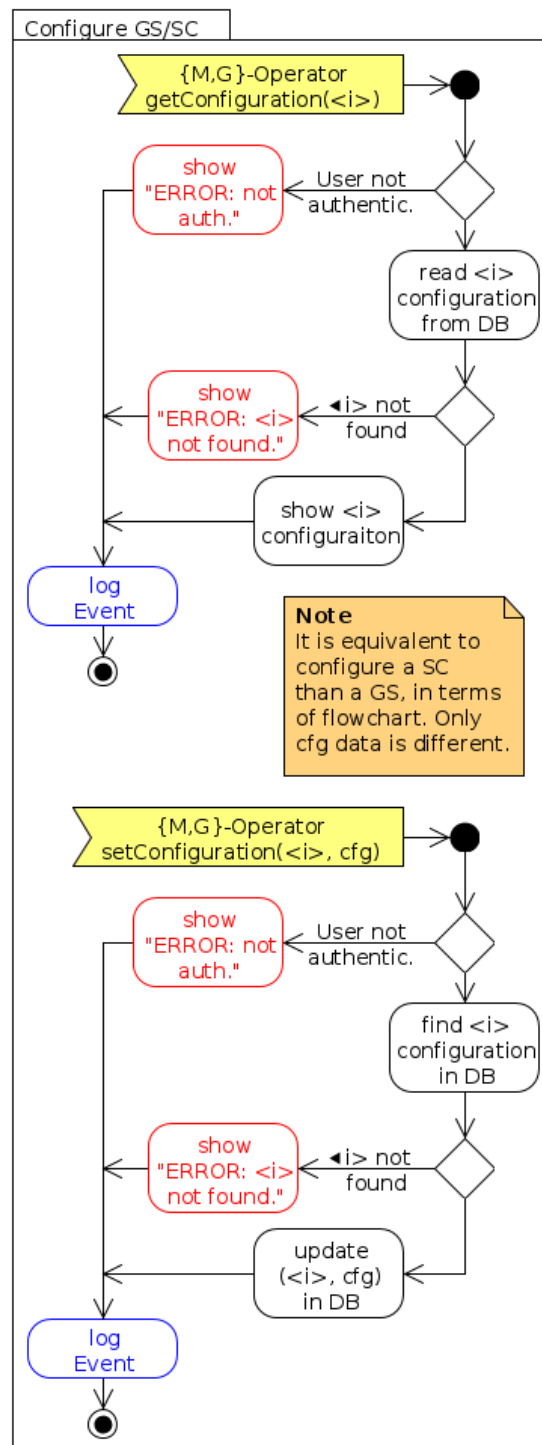 Configure GS/SC
{M,G}-Operator
getConfiguration(<i>)
show
"ERROR: not
auth."
User not
authentic.
read <i>
configuration
from DB
show
"ERROR: <i>
not found."
◄i> not
found
show <i>
configuraiton
log
Event
Note
It is equivalent to
configure a SC
than a GS, in terms
of flowchart. Only
cfg data is different.
{M,G}-Operator
setConfiguration(<i>, cfg)
show
"ERROR: not
auth."
User not
authentic.
find <i>
configuration
in DB
show
"ERROR: <i>
not found."
◄i> not
found
update
(<i>, cfg)
in DB
log
Event